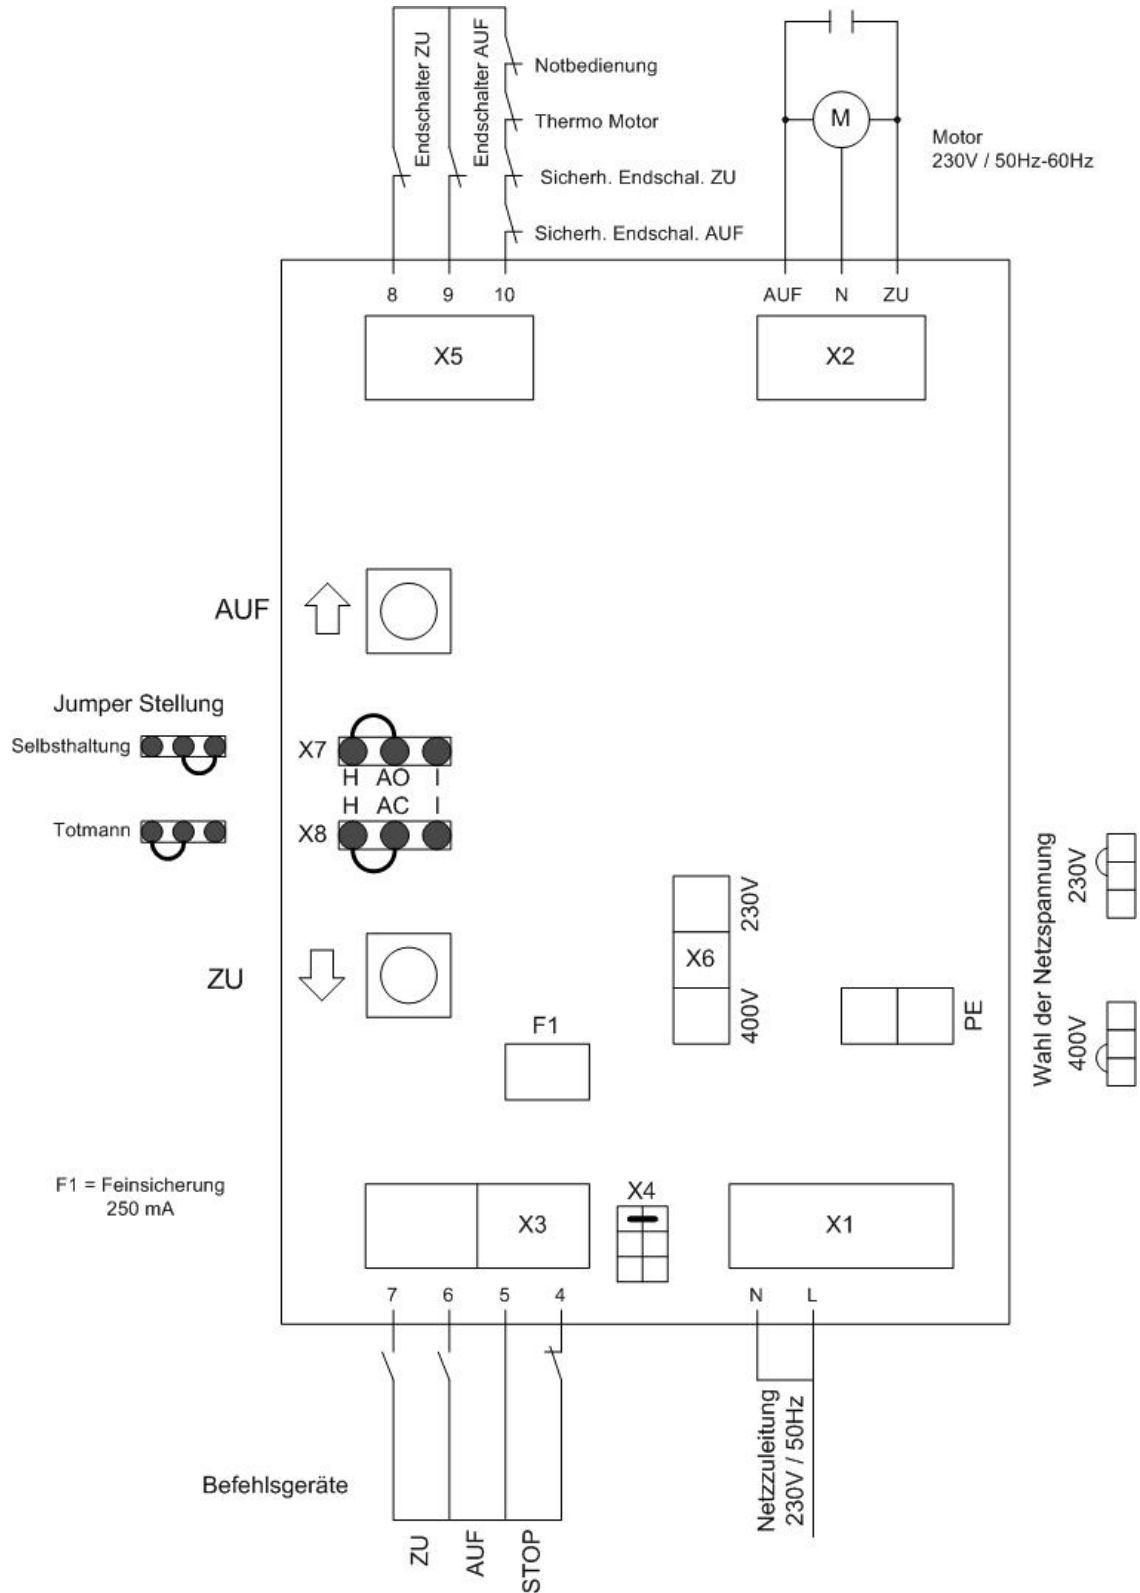 Endschalter ZU
Endschalter AUF
Notbedienung
Thermo Motor
Sicherh. Endschal. ZU
Sicherh. Endschal. AUF
M
Motor
230V / 50Hz-60Hz
8 9 10
AUF N ZU
X5
X2
AUF
Jumper Stellung
Selbsthaltung
X7
H AO I
H AC I
Totmann
X8
ZU
230V
X6
400V
F1
PE
Wahl der Netzspannung
230V
400V
F1 = Feinsicherung
250 mA
X3
X4
X1
7 6 5 4
N L
Befehlsgeräte
ZU
AUF
STOP
Netzzuleitung
230V / 50Hz